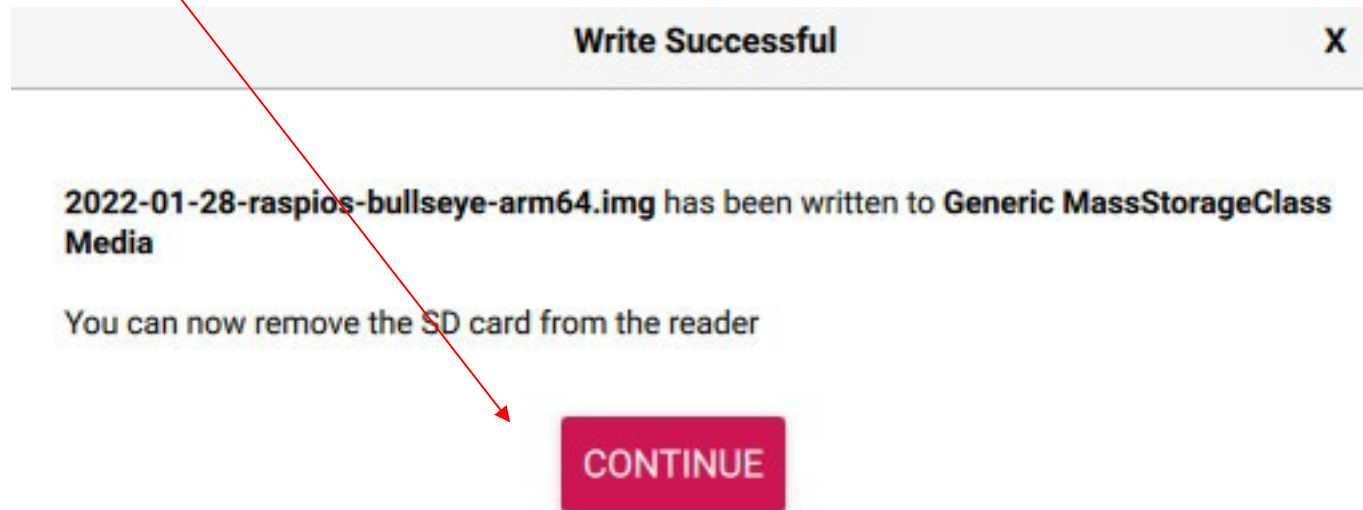 Write Successful X
2022-01-28-raspios-bullseye-arm64.img has been written to Generic MassStorageClass
Media
You can now remove the SD card from the reader
CONTINUE